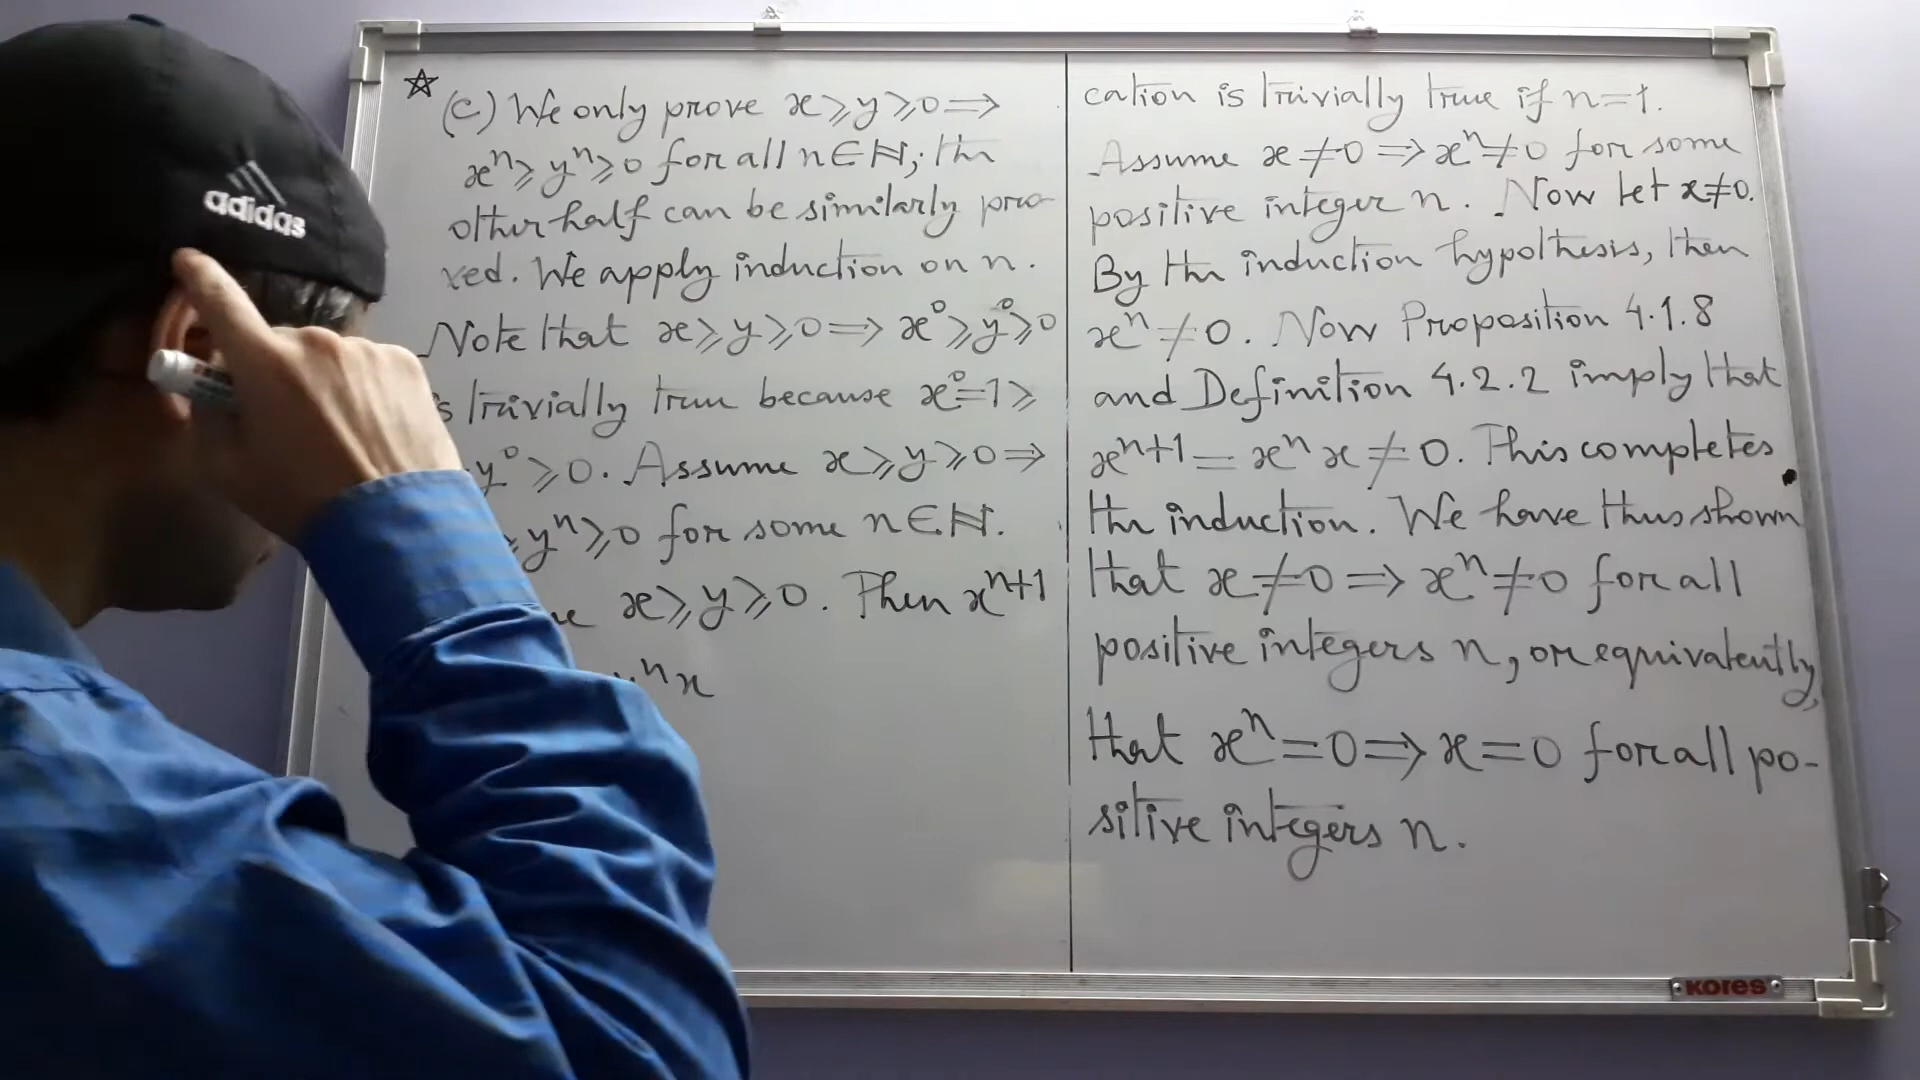 (c) We only prove x ⩾ y ⩾ 0 ⟹
xⁿ ⩾ yⁿ ⩾ 0 for all n ∈ ℕ; the
other half can be similarly pro-
ved. We apply induction on n.
Note that x ⩾ y ⩾ 0 ⟹ x⁰ ⩾ y⁰ ⩾ 0
s trivially true because x⁰ = 1 ⩾
y⁰ ⩾ 0. Assume x ⩾ y ⩾ 0 ⟹
⩾ yⁿ ⩾ 0 for some n ∈ ℕ.
x ⩾ y ⩾ 0. Then xⁿ⁺¹
ⁿx
cation is trivially true if n = 1.
Assume x ≠ 0 ⟹ xⁿ ≠ 0 for some
positive integer n. Now let x ≠ 0.
By the induction hypothesis, then
xⁿ ≠ 0. Now Proposition 4.1.8
and Definition 4.2.2 imply that
xⁿ⁺¹ = xⁿx ≠ 0. This completes
the induction. We have thus shown
that x ≠ 0 ⟹ xⁿ ≠ 0 for all
positive integers n, or equivalently,
that xⁿ = 0 ⟹ x = 0 for all po-
sitive integers n.
adidas
KORES